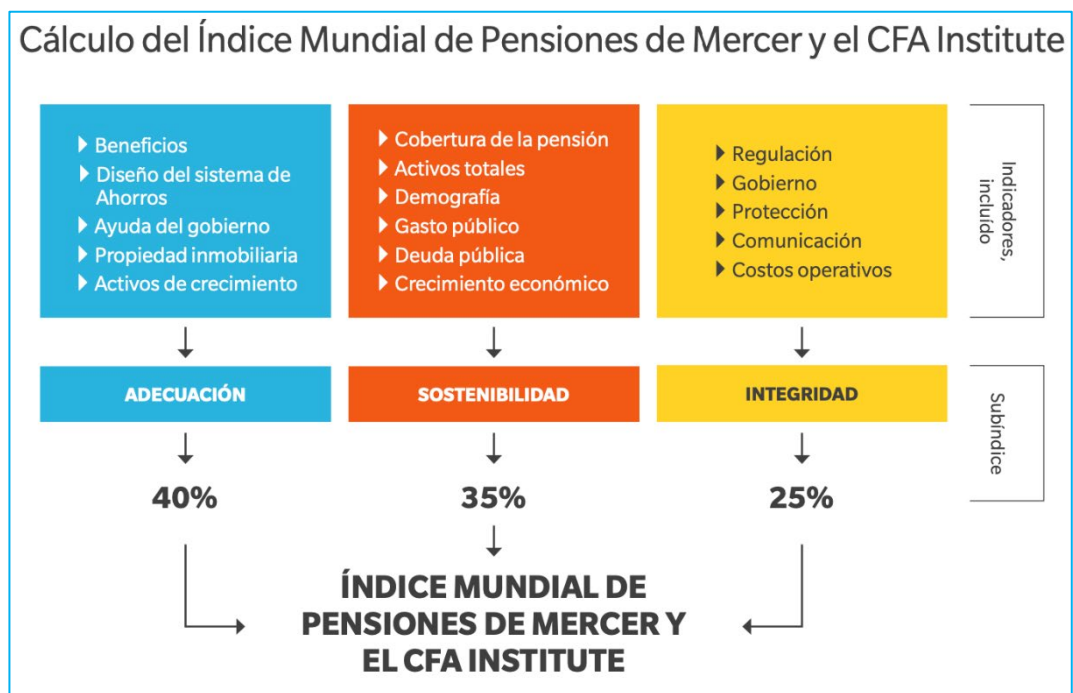 Cálculo del Índice Mundial de Pensiones de Mercer y el CFA Institute
Beneficios
Diseño del sistema de
Ahorros
Ayuda del gobierno
Propiedad inmobiliaria
Activos de crecimiento
Cobertura de la pensión
Activos totales
Demografía
Gasto público
Deuda pública
Crecimiento económico
Regulación
Gobierno
Protección
Comunicación
Costos operativos
Indicadores,
incluído
ADECUACIÓN
SOSTENIBILIDAD
INTEGRIDAD
Subíndice
40%
35%
25%
ÍNDICE MUNDIAL DE
PENSIONES DE MERCER Y
EL CFA INSTITUTE